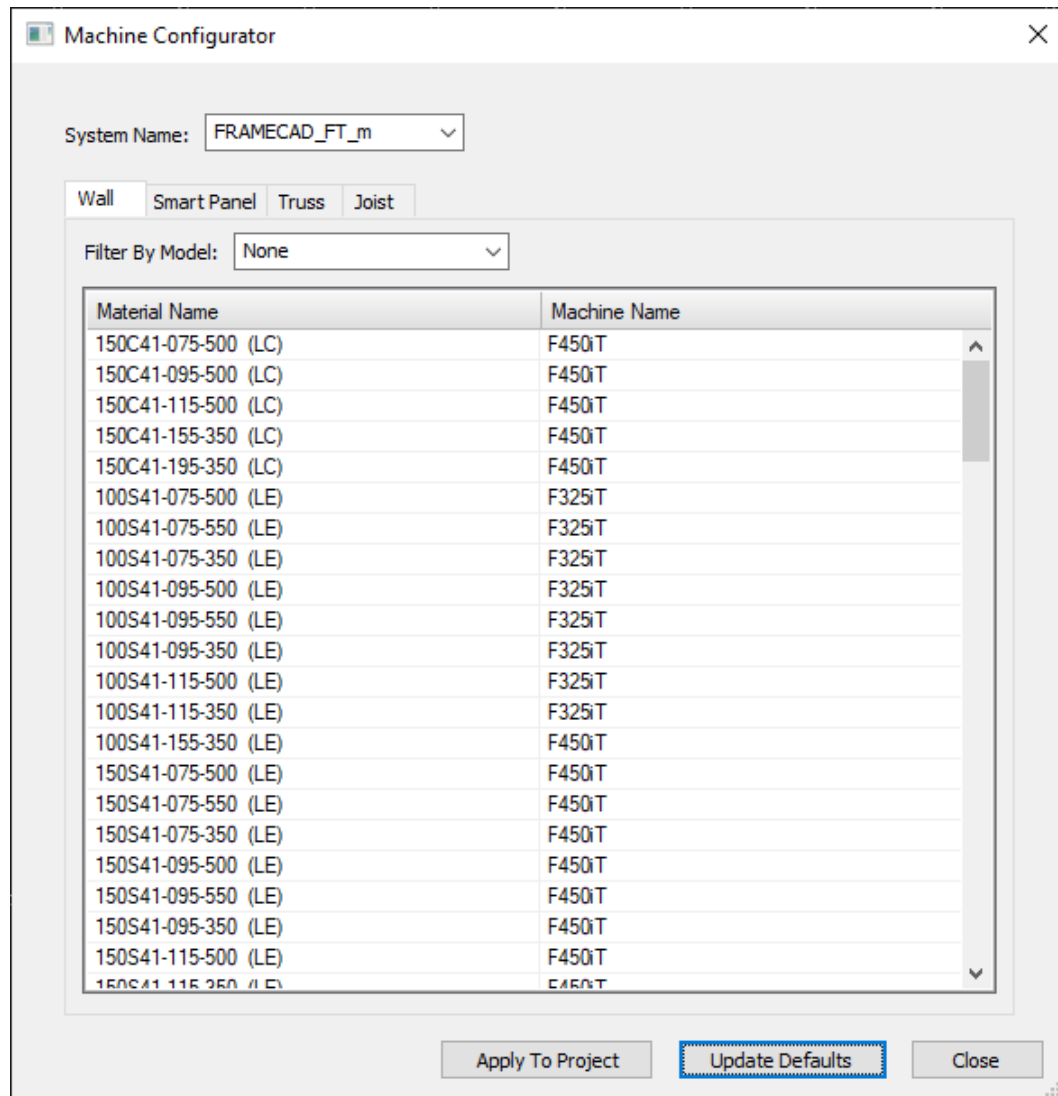 Machine Configurator
System Name: FRAMECAD_FT_m
Wall Smart Panel Truss Joist
Filter By Model: None
Material Name Machine Name
150C41-075-500 (LC) F450iT
150C41-095-500 (LC) F450iT
150C41-115-500 (LC) F450iT
150C41-155-350 (LC) F450iT
150C41-195-350 (LC) F450iT
100S41-075-500 (LE) F325iT
100S41-075-550 (LE) F325iT
100S41-075-350 (LE) F325iT
100S41-095-500 (LE) F325iT
100S41-095-550 (LE) F325iT
100S41-095-350 (LE) F325iT
100S41-115-500 (LE) F325iT
100S41-115-350 (LE) F325iT
100S41-155-350 (LE) F450iT
150S41-075-500 (LE) F450iT
150S41-075-550 (LE) F450iT
150S41-075-350 (LE) F450iT
150S41-095-500 (LE) F450iT
150S41-095-550 (LE) F450iT
150S41-095-350 (LE) F450iT
150S41-115-500 (LE) F450iT
150S41-115-350 (LE) F450iT
Apply To Project Update Defaults Close